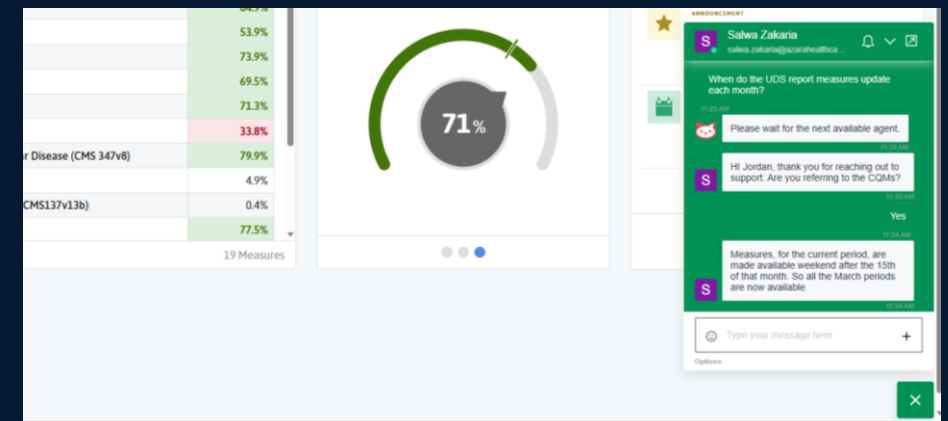 84.9%
53.9%
73.9%
69.5%
71.3%
33.8%
r Disease (CMS 347v8)
79.9%
4.9%
CMS137v13b)
0.4%
77.5%
19 Measures
71%
ANNOUNCEMENT
S
Salwa Zakaria
salwa.zakaria@azarahealthca...
When do the UDS report measures update
each month?
11:33 AM
Please wait for the next available agent.
11:33 AM
HI Jordan, thank you for reaching out to
support. Are you referring to the CQMs?
S
11:33 AM
Yes
11:34 AM
Measures, for the current period, are
made available weekend after the 15th
of that month. So all the March periods
are now available
S
11:34 AM
Type your message here
Options